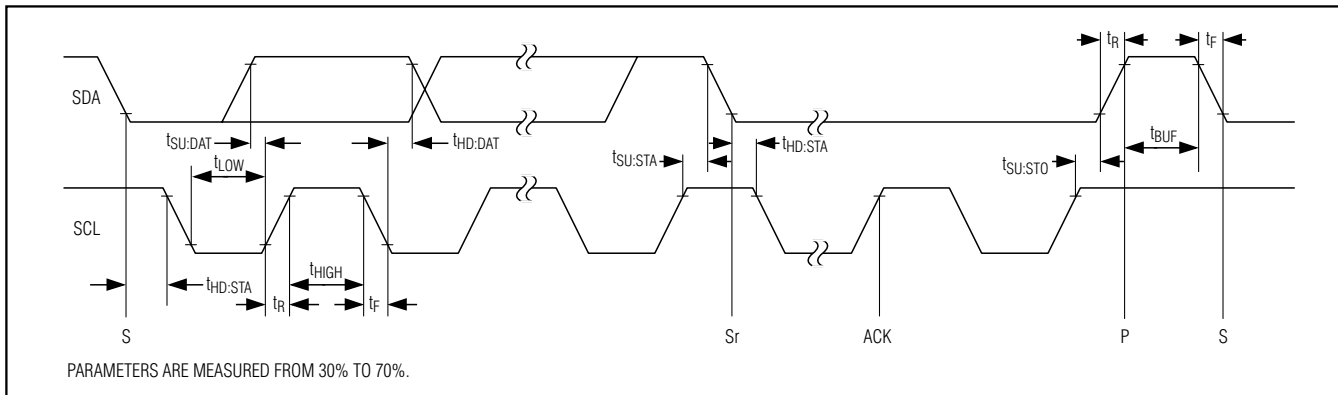 tR
tF
SDA
tSU:DAT
tHD:DAT
tBUF
tLOW
tSU:STA
tHD:STA
tSU:STO
SCL
tHIGH
tHD:STA
tR
tF
S
Sr
ACK
P
S
PARAMETERS ARE MEASURED FROM 30% TO 70%.